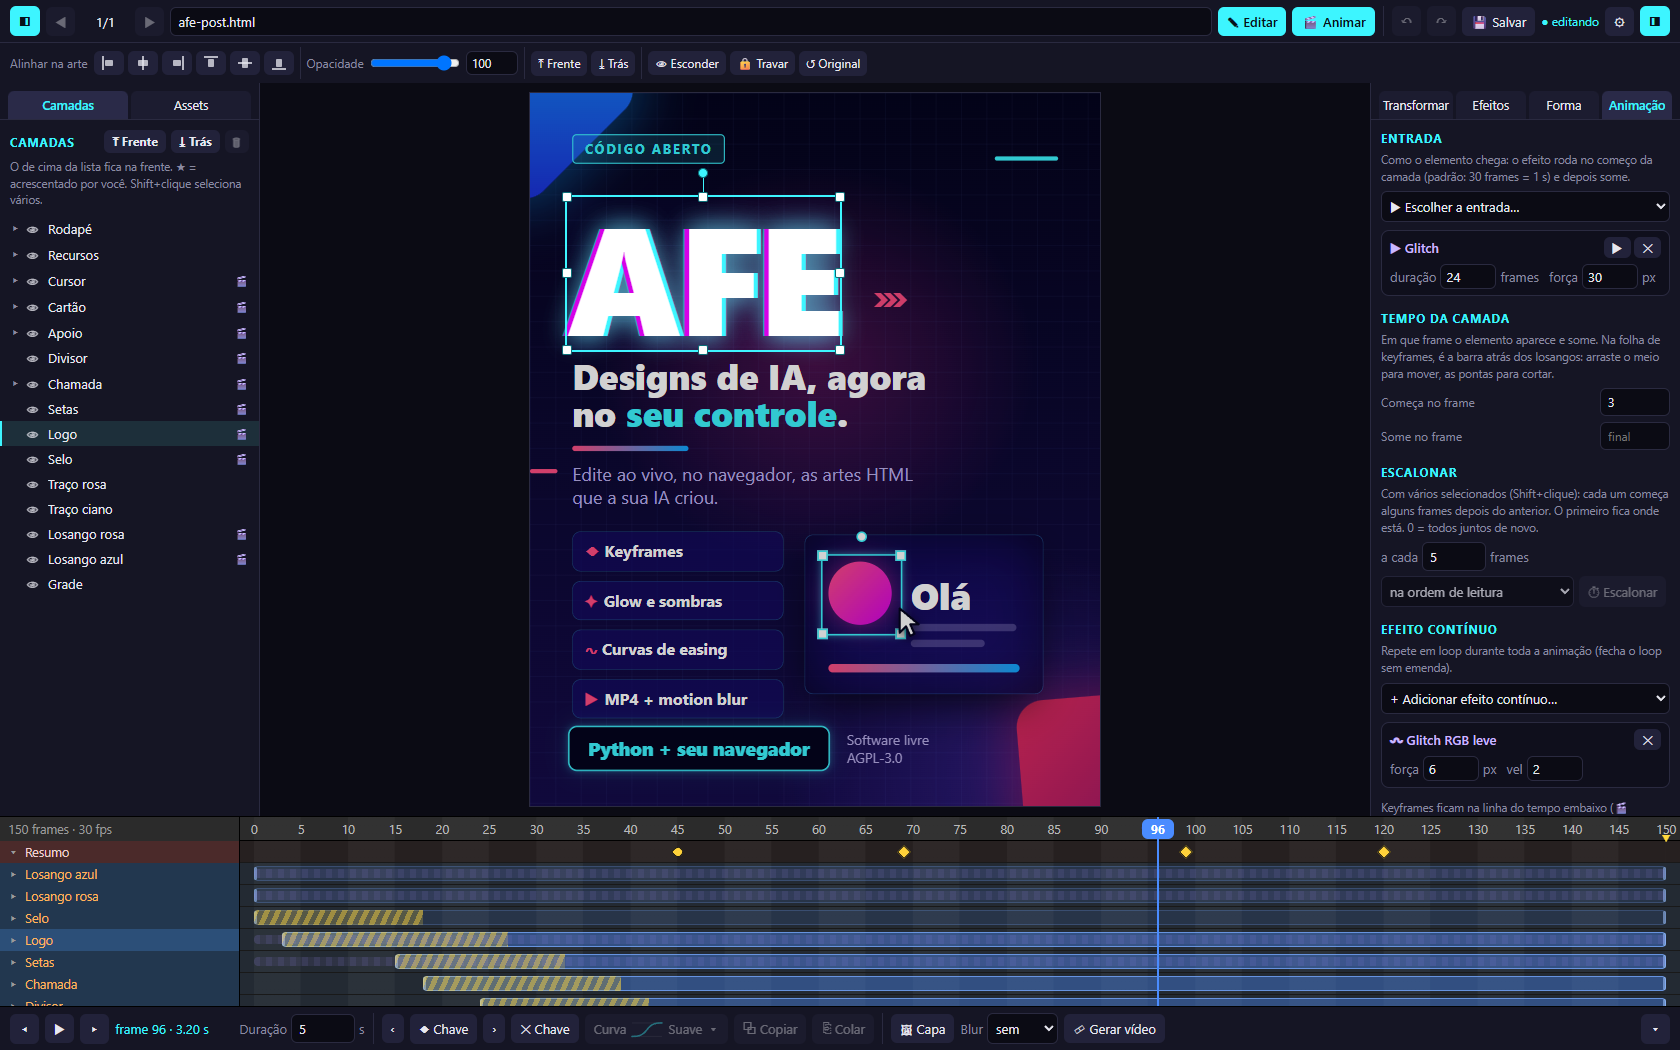 1/1
afe-post.html
Editar
Animar
Salvar
editando
Alinhar na arte
Opacidade
100
Frente
Trás
Esconder
Travar
Original
Camadas
Assets
CAMADAS
Frente
Trás
O de cima da lista fica na frente. ★ =
acrescentado por você. Shift+clique seleciona
vários.
Rodapé
Recursos
Cursor
Cartão
Apoio
Divisor
Chamada
Setas
Logo
Selo
Traço rosa
Traço ciano
Losango rosa
Losango azul
Grade
CÓDIGO ABERTO
AFE
Designs de IA, agora
no seu controle.
Edite ao vivo, no navegador, as artes HTML
que a sua IA criou.
Keyframes
Glow e sombras
Curvas de easing
MP4 + motion blur
Olá
Python + seu navegador
Software livre
AGPL-3.0
Transformar
Efeitos
Forma
Animação
ENTRADA
Como o elemento chega: o efeito roda no começo da
camada (padrão: 30 frames = 1 s) e depois some.
Escolher a entrada...
Glitch
duração 24 frames força 30 px
TEMPO DA CAMADA
Em que frame o elemento aparece e some. Na folha de
keyframes, é a barra atrás dos losangos: arraste o meio
para mover, as pontas para cortar.
Começa no frame 3
Some no frame final
ESCALONAR
Com vários selecionados (Shift+clique): cada um começa
alguns frames depois do anterior. O primeiro fica onde
está. 0 = todos juntos de novo.
a cada 5 frames
na ordem de leitura
Escalonar
EFEITO CONTÍNUO
Repete em loop durante toda a animação (fecha o loop
sem emenda).
+ Adicionar efeito contínuo...
Glitch RGB leve
força 6 px vel 2
Keyframes ficam na linha do tempo embaixo (
150 frames · 30 fps
0 5 10 15 20 25 30 35 40 45 50 55 60 65 70 75 80 85 90 96 100 105 110 115 120 125 130 135 140 145 150
Resumo
Losango azul
Losango rosa
Selo
Logo
Setas
Chamada
Divisor
frame 96 · 3.20 s
Duração 5 s
Chave
Chave
Curva Suave
Copiar
Colar
Capa
Blur sem
Gerar vídeo